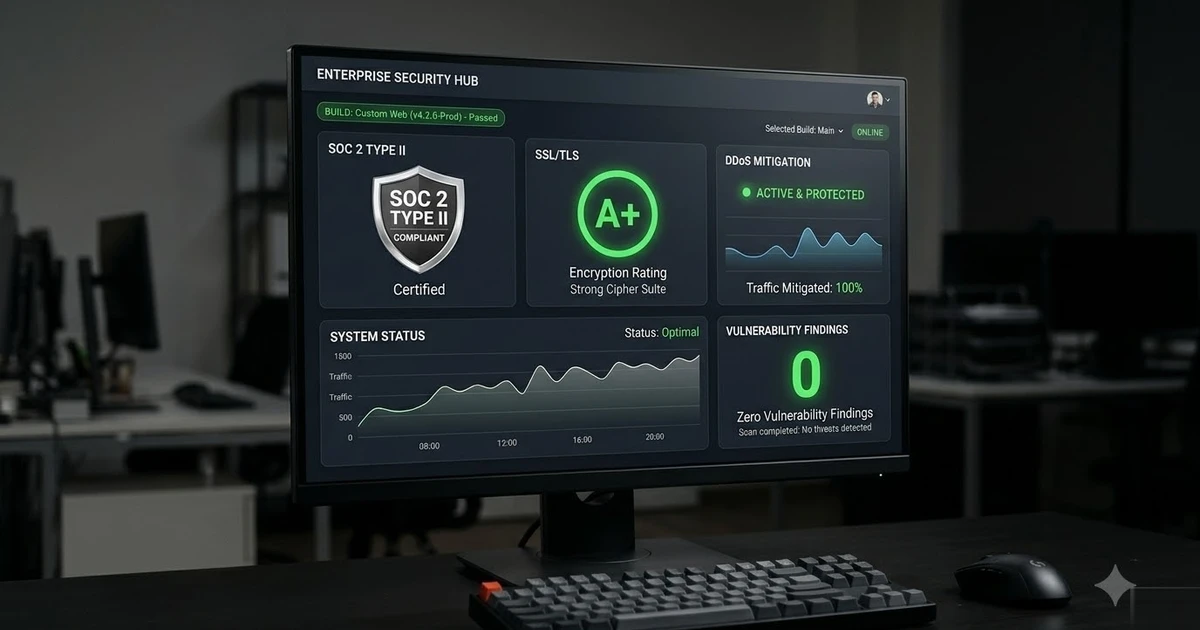 ENTERPRISE SECURITY HUB
BUILD: Custom Web (v4.2.6-Prod) - Passed
Selected Build: Main
ONLINE
SOC 2 TYPE II
SOC 2
TYPE II
COMPLIANT
Certified
SSL/TLS
A+
Encryption Rating
Strong Cipher Suite
DDoS MITIGATION
ACTIVE & PROTECTED
Traffic Mitigated: 100%
SYSTEM STATUS
Status: Optimal
1500
Traffic
Traffic
500
0
08:00
12:00
16:00
20:00
VULNERABILITY FINDINGS
0
Zero Vulnerability Findings
Scan completed: No threats detected